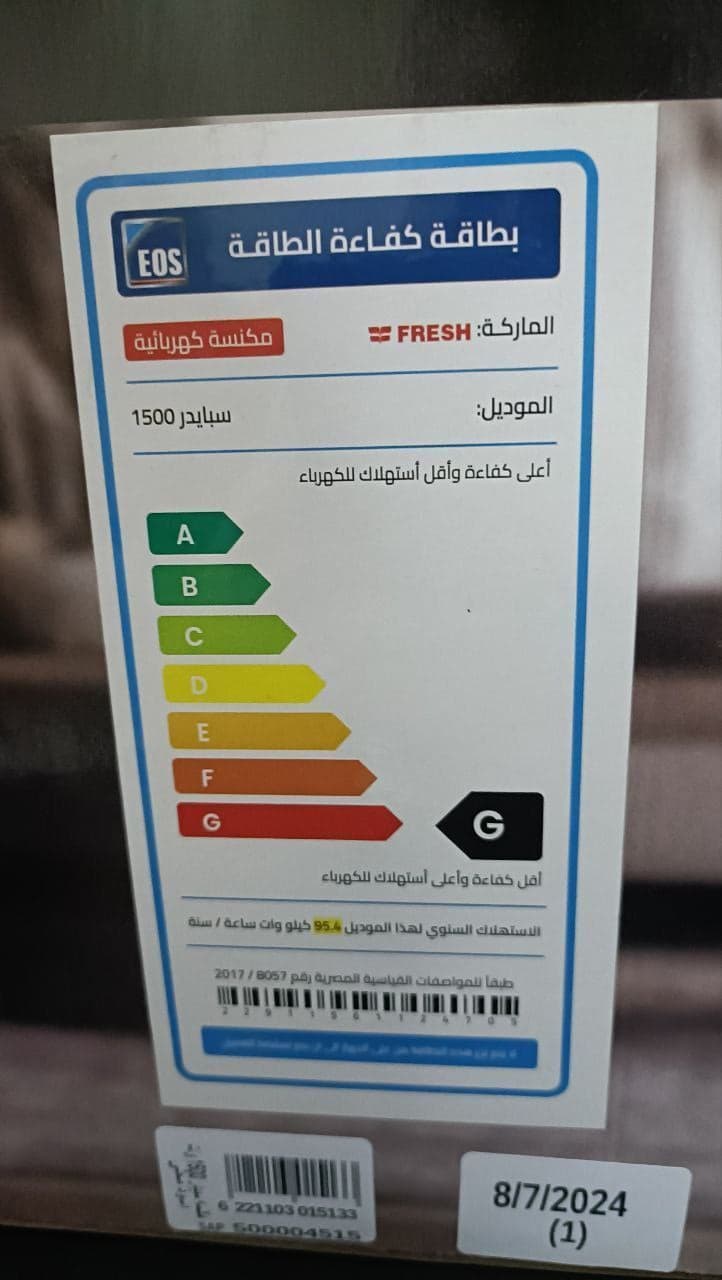 بطاقة كفاءة الطاقة
EOS
الماركة: FRESH
مكنسة كهربائية
الموديل: سبايدر 1500
أعلى كفاءة وأقل أستهلاك للكهرباء
A
B
C
D
E
F
G
G
أقل كفاءة وأعلى أستهلاك للكهرباء
الاستهلاك السنوي لهذا الموديل 95.4 كيلو وات ساعة / سنة
طبقاً للمواصفات القياسية المصرية رقم 8057 / 2017
6 221103 015133
SAP 500004515
8/7/2024
(1)